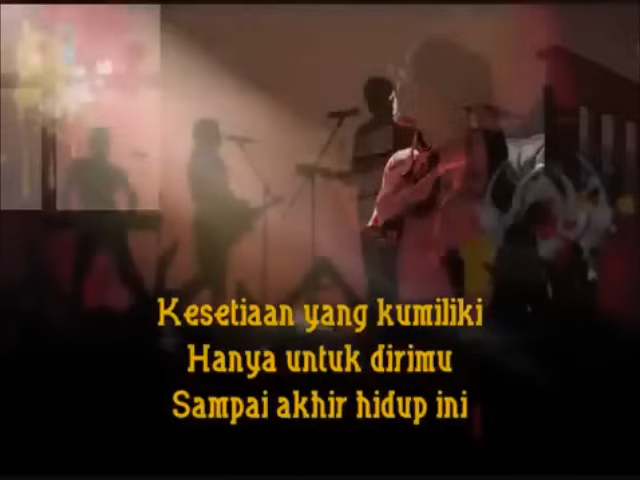 Kesetiaan yang kumiliki
Hanya untuk dirimu
Sampai akhir hidup ini